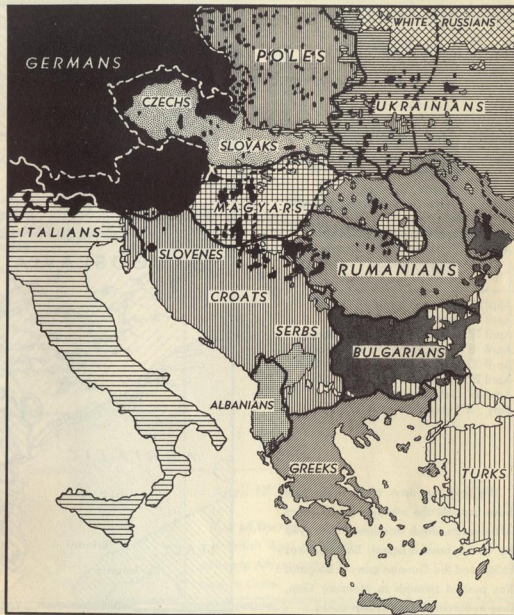 WHITE RUSSIANS
GERMANS
POLES
CZECHS
UKRAINIANS
SLOVAKS
MAGYARS
ITALIANS
SLOVENES
RUMANIANS
CROATS
SERBS
BULGARIANS
ALBANIANS
GREEKS
TURKS